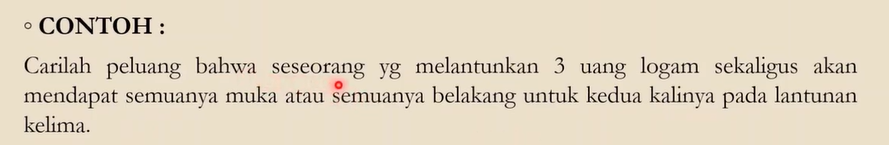 ◦ CONTOH :
Carilah peluang bahwa seseorang yg melantunkan 3 uang logam sekaligus akan
mendapat semuanya muka atau semuanya belakang untuk kedua kalinya pada lantunan
kelima.